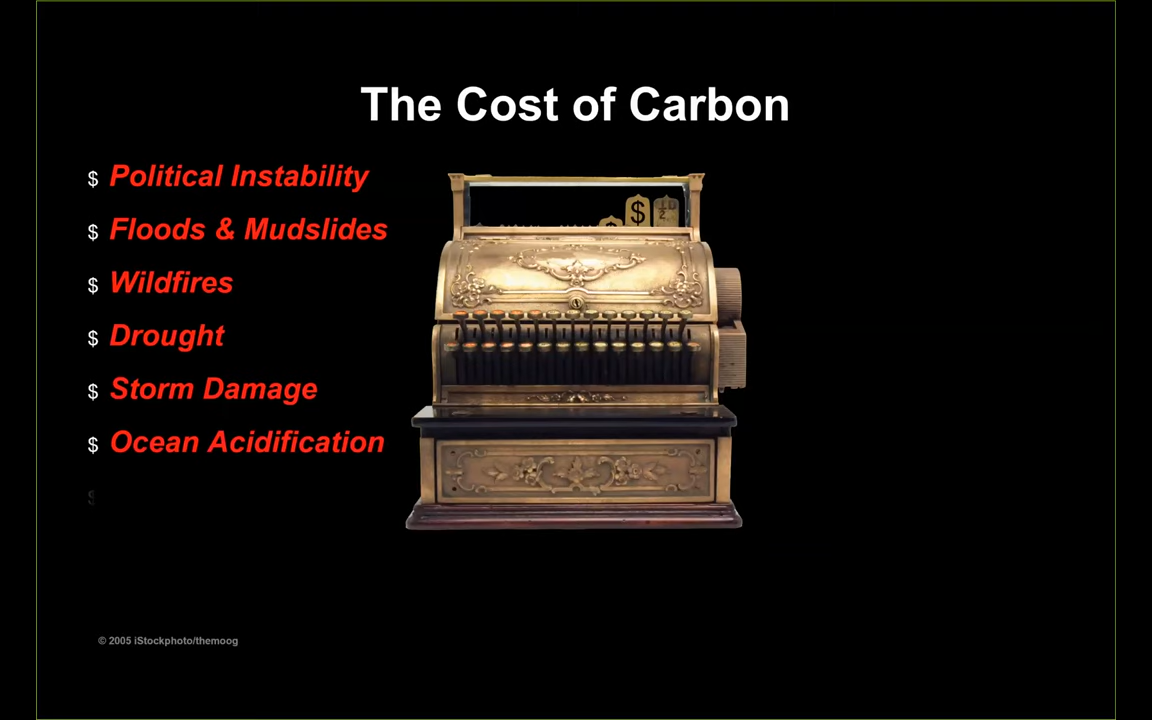 The Cost of Carbon
$ Political Instability
$ Floods & Mudslides
$ Wildfires
$ Drought
$ Storm Damage
$ Ocean Acidification
$
© 2005 iStockphoto/themoog